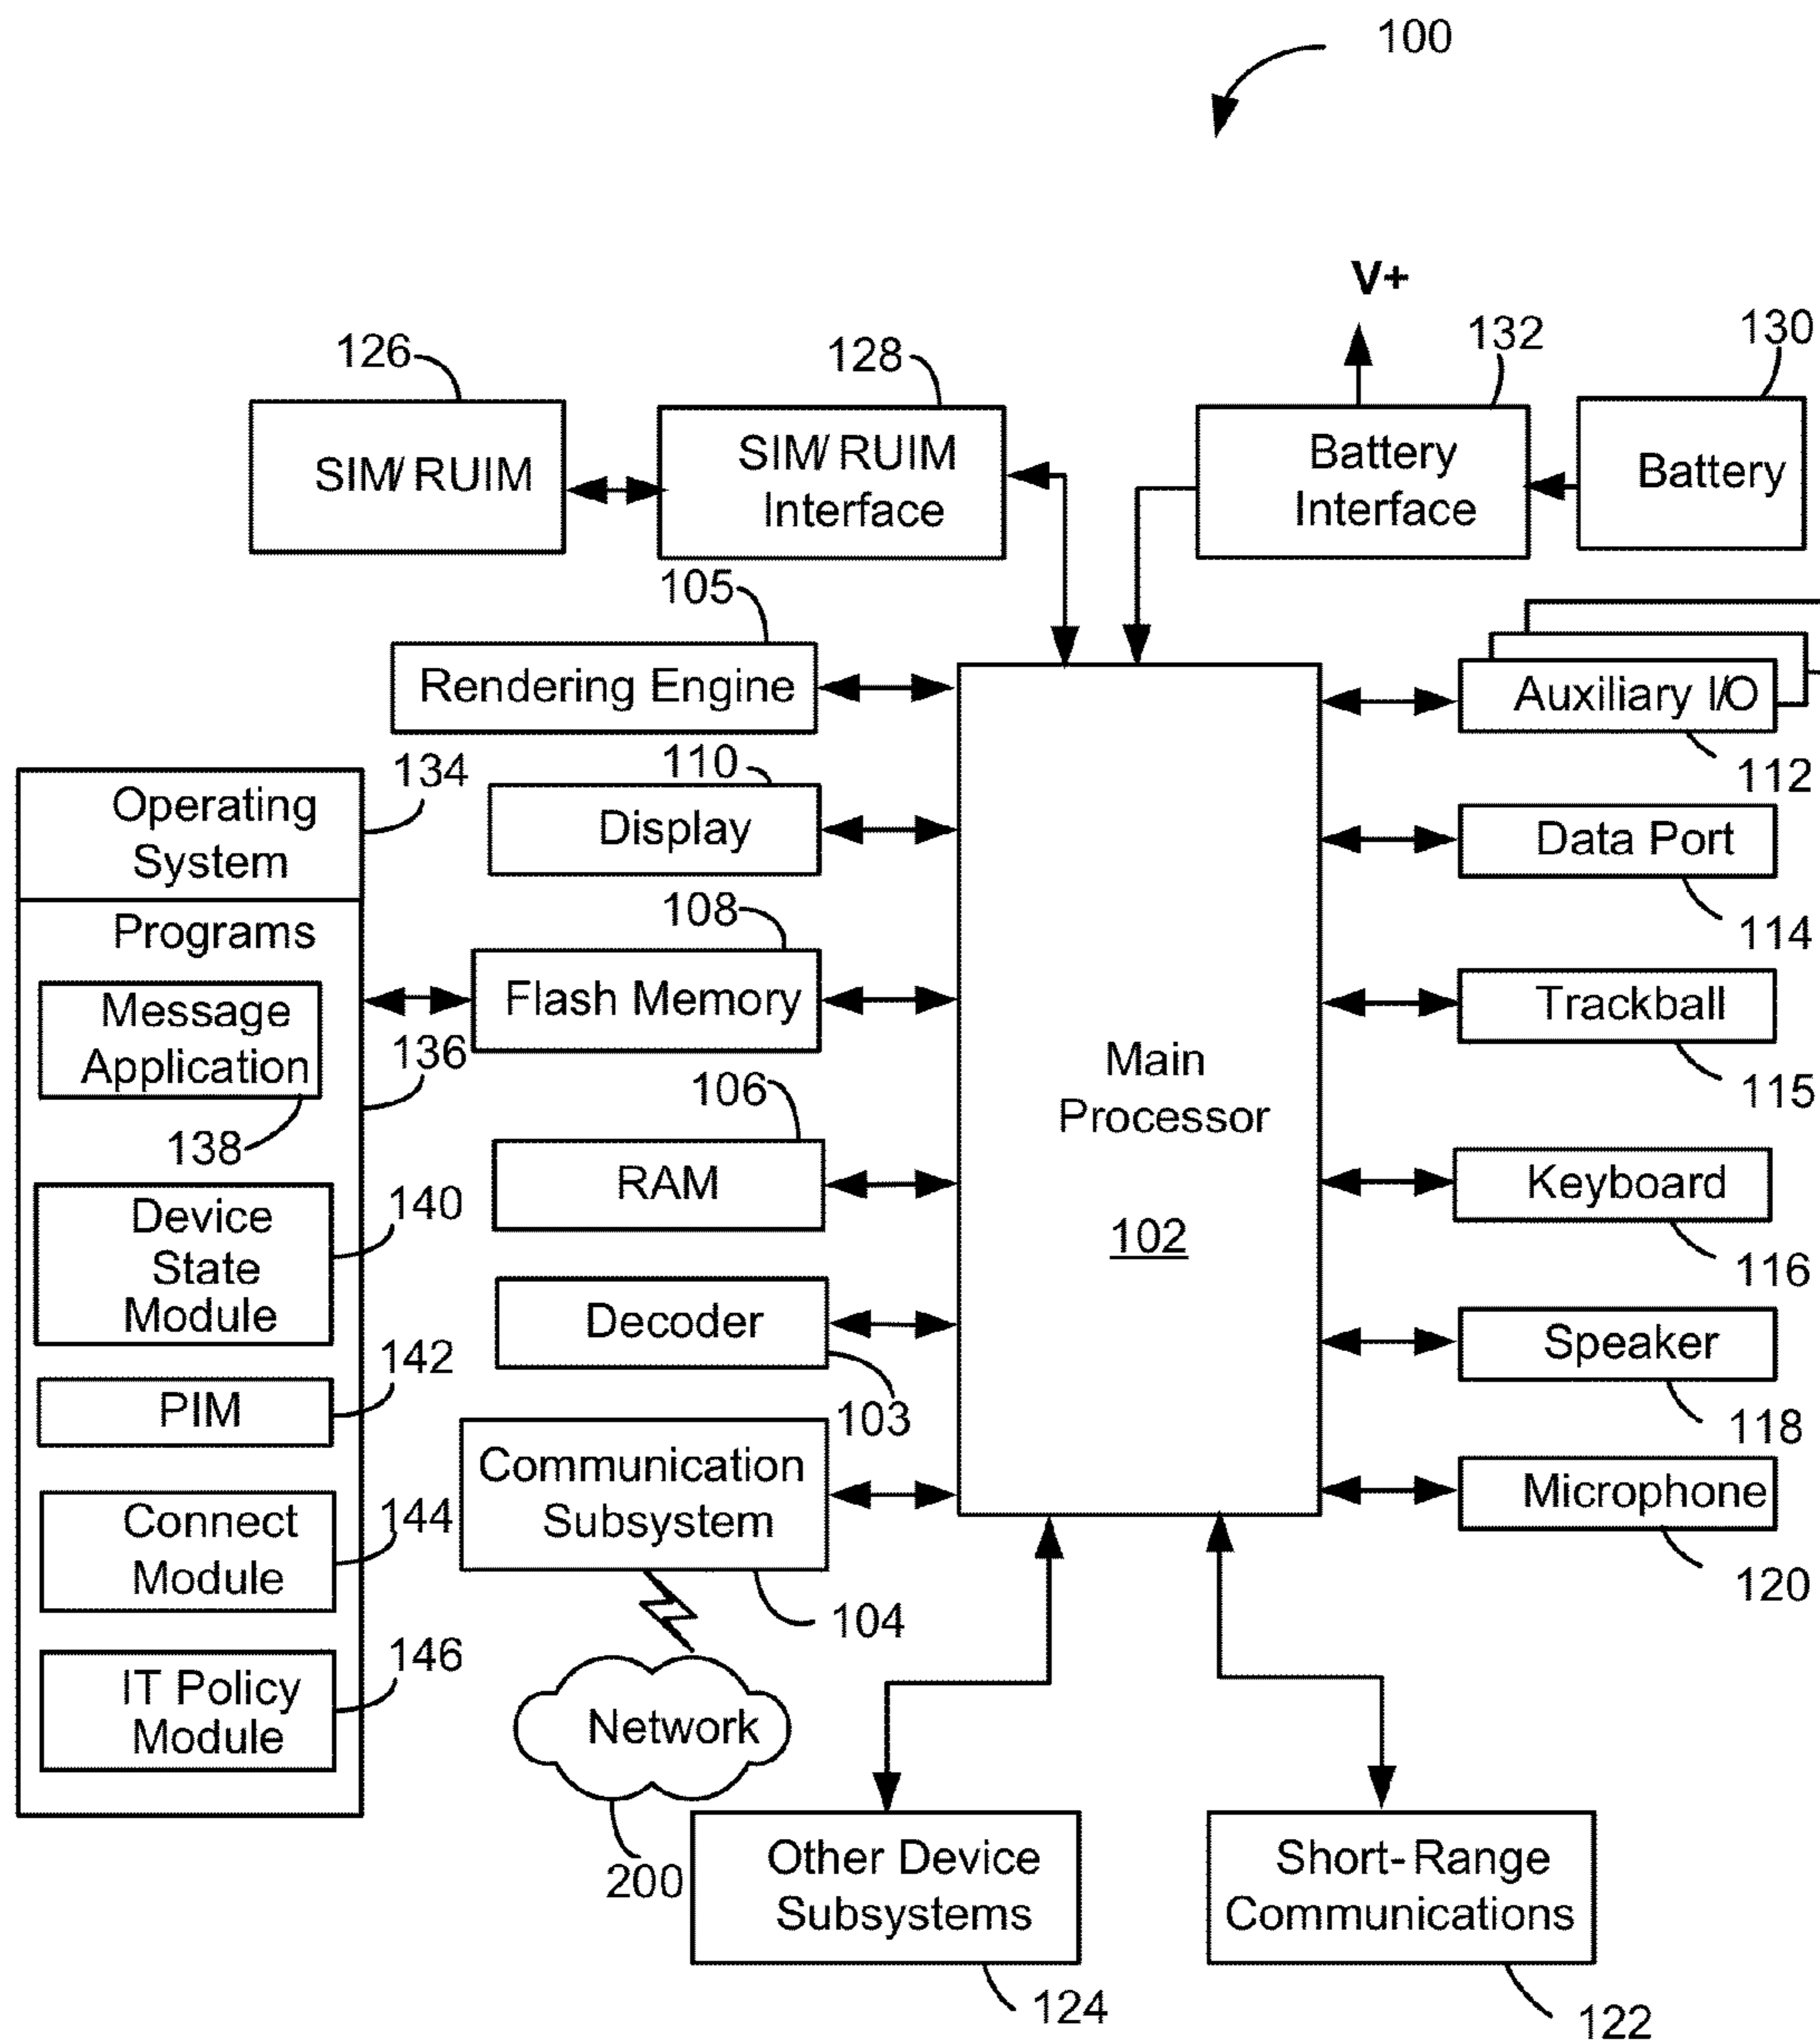 100
V+
126
128
132
130
SIM/ RUIM
SIM/ RUIM
Interface
Battery
Interface
Battery
105
Rendering Engine
Auxiliary I/O
112
134
Operating
System
110
Display
Data Port
114
Programs
108
Flash Memory
Trackball
115
Message
Application
138
136
Main
Processor
102
106
RAM
Keyboard
116
Device
State
Module
140
Decoder
103
Speaker
118
PIM
142
Communication
Subsystem
104
Microphone
120
Connect
Module
144
IT Policy
Module
146
Network
200
Other Device
Subsystems
124
Short- Range
Communications
122